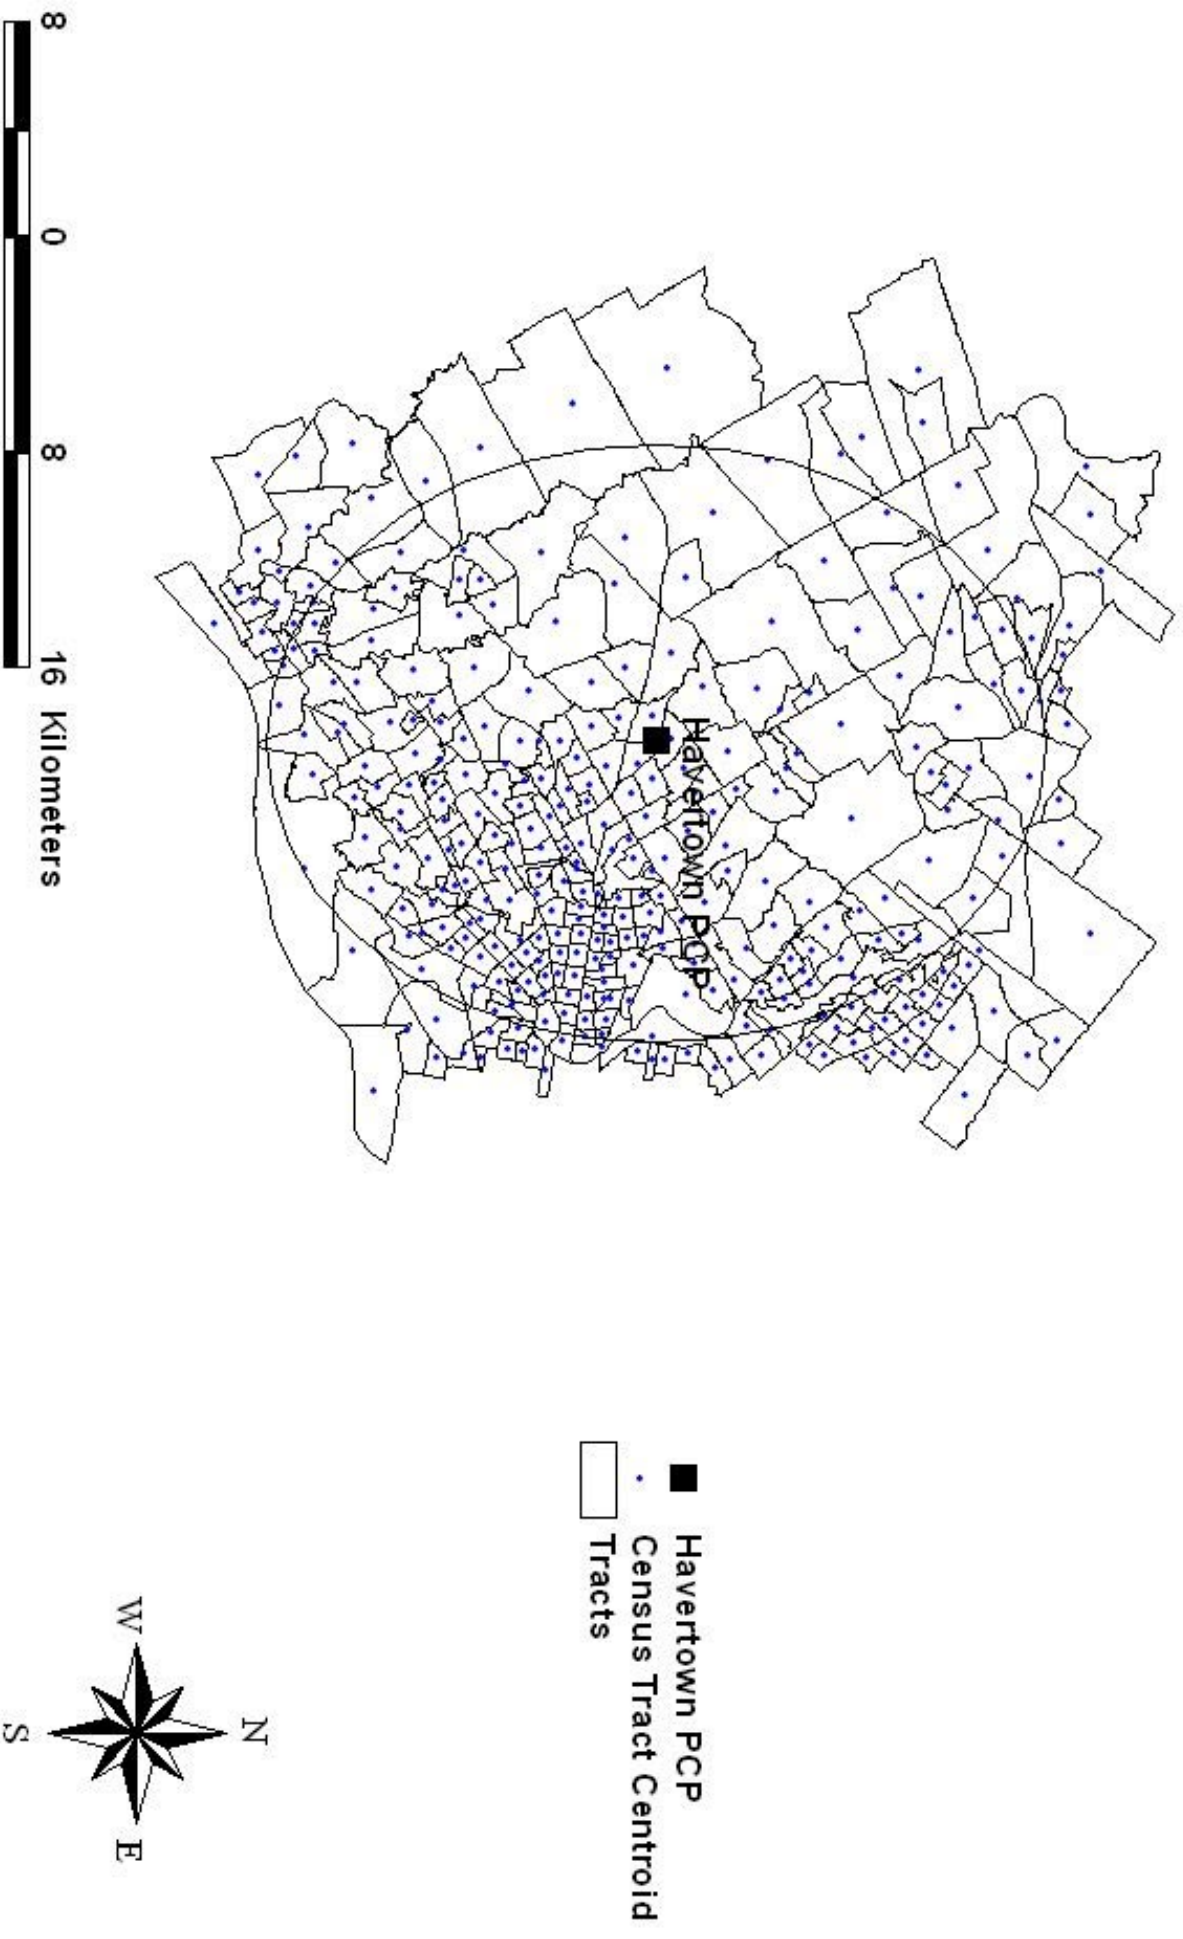 Havertown PCP
Havertown PCP
Census Tract Centroid
Tracts
N
W
E
S
8 0 8 16 Kilometers